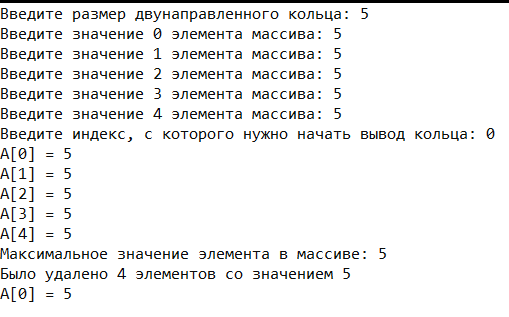 Введите размер двунаправленного кольца: 5
Введите значение 0 элемента массива: 5
Введите значение 1 элемента массива: 5
Введите значение 2 элемента массива: 5
Введите значение 3 элемента массива: 5
Введите значение 4 элемента массива: 5
Введите индекс, с которого нужно начать вывод кольца: 0
A[0] = 5
A[1] = 5
A[2] = 5
A[3] = 5
A[4] = 5
Максимальное значение элемента в массиве: 5
Было удалено 4 элементов со значением 5
A[0] = 5